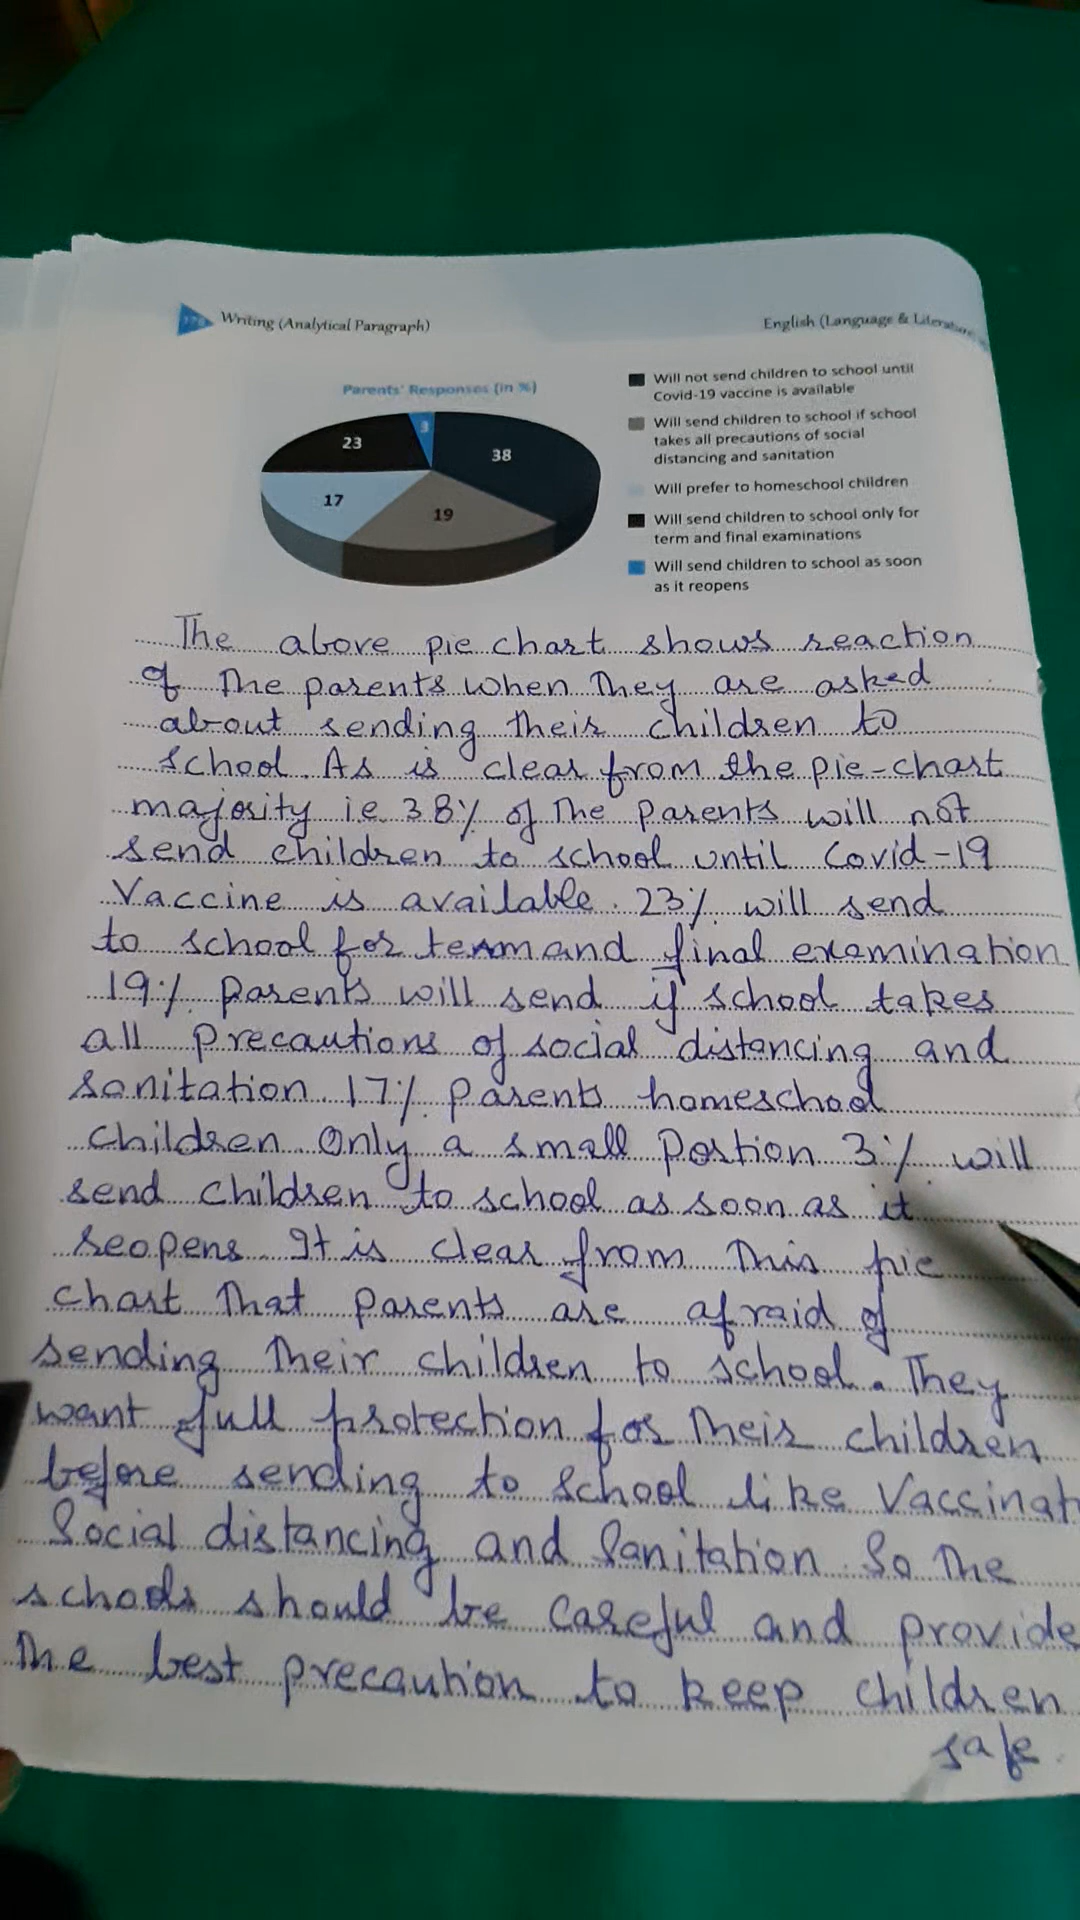 Writing (Analytical Paragraph)
English (Language &
Parents' Responses (in %)
3
23
38
17
19
Will not send children to school until
Covid-19 vaccine is available
Will send children to school if school
takes all precautions of social
distancing and sanitation
Will prefer to homeschool children
Will send children to school only for
term and final examinations
Will send children to school as soon
as it reopens
The above pie chart shows reaction
of the parents when they are asked
about sending their children to
school. As is clear from the pie-chart
majority ie 38% of the parents will not
send children to school until Covid-19
Vaccine is available. 23% will send
to school for term and final examination
19% parents will send if school takes
all precautions of social distancing and
sanitation. 17% parents homeschool
children. Only a small portion 3% will
send children to school as soon as it
reopens. It is clear from this pie
chart that parents are afraid of
sending their children to school. They
want full protection for their children
before sending to school like Vaccinat
Social distancing and Sanitation. So the
schools should be careful and provide
the best precaution to keep children
safe.